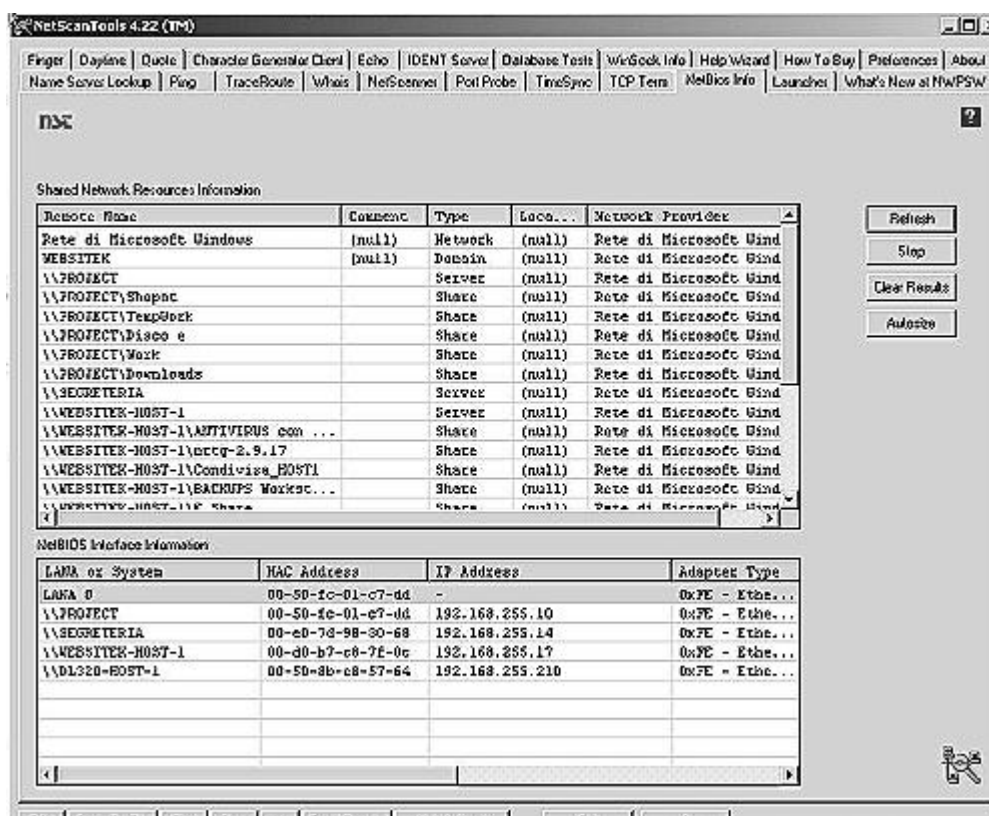 NetScanTools 4.22 (TM)
Finger Daytime Quote Character Generator Client Echo IDENT Server Database Tests WinSock Info Help Wizard How To Buy Preferences About
Name Server Lookup Ping TraceRoute Whois NetScanner Port Probe TimeSync TCP Term NetBios Info Launcher What's New at NWPSW
nst
?
Shared Network Resources Information
Remote Name Comment Type Loca... Network Provider
Rete di Microsoft Windows (null) Network (null) Rete di Microsoft Wind
WEBSITEK (null) Domain (null) Rete di Microsoft Wind
\\PROJECT Server (null) Rete di Microsoft Wind
\\PROJECT\Shopnt Share (null) Rete di Microsoft Wind
\\PROJECT\TempWork Share (null) Rete di Microsoft Wind
\\PROJECT\Disco e Share (null) Rete di Microsoft Wind
\\PROJECT\Work Share (null) Rete di Microsoft Wind
\\PROJECT\Downloads Share (null) Rete di Microsoft Wind
\\SEGRETERIA Server (null) Rete di Microsoft Wind
\\WEBSITEK-HOST-1 Server (null) Rete di Microsoft Wind
\\WEBSITEK-HOST-1\ANTIVIRUS con ... Share (null) Rete di Microsoft Wind
\\WEBSITEK-HOST-1\mrtg-2.9.17 Share (null) Rete di Microsoft Wind
\\WEBSITEK-HOST-1\Condivisa_HOST1 Share (null) Rete di Microsoft Wind
\\WEBSITEK-HOST-1\BACKUPS Workst... Share (null) Rete di Microsoft Wind
Share (null) Rete di Microsoft Wind
Refresh
Stop
Clear Results
Autosize
NetBIOS Interface Information
LANA or System MAC Address IP Address Adapter Type
LANA 0 00-50-fc-01-c7-dd - 0xFE - Ethe...
\\PROJECT 00-50-fc-01-c7-dd 192.168.255.10 0xFE - Ethe...
\\SEGRETERIA 00-e0-7d-98-30-68 192.168.255.14 0xFE - Ethe...
\\WEBSITEK-HOST-1 00-d0-b7-c8-7f-0c 192.168.255.17 0xFE - Ethe...
\\DL320-HOST-1 00-50-8b-e8-57-64 192.168.255.210 0xFE - Ethe...